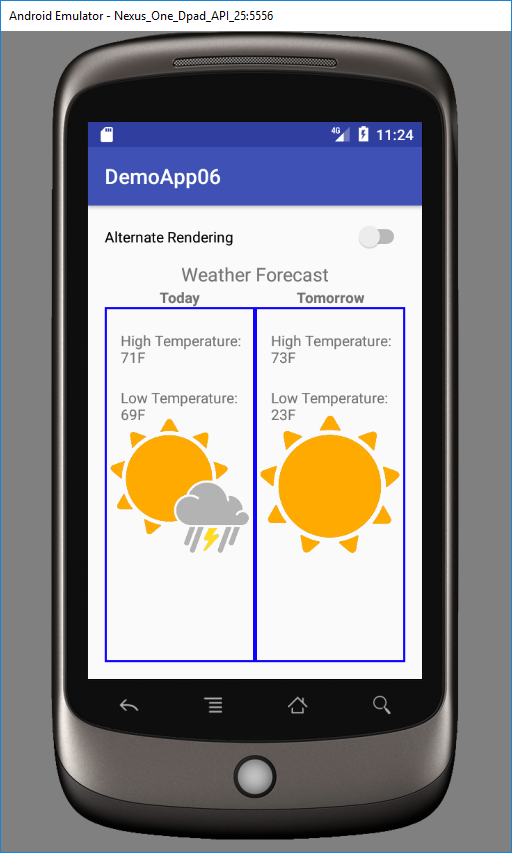 Android Emulator - Nexus_One_Dpad_API_25:5556
4G 11:24
DemoApp06
Alternate Rendering
Weather Forecast
Today Tomorrow
High Temperature:
71F
Low Temperature:
69F
High Temperature:
73F
Low Temperature:
23F